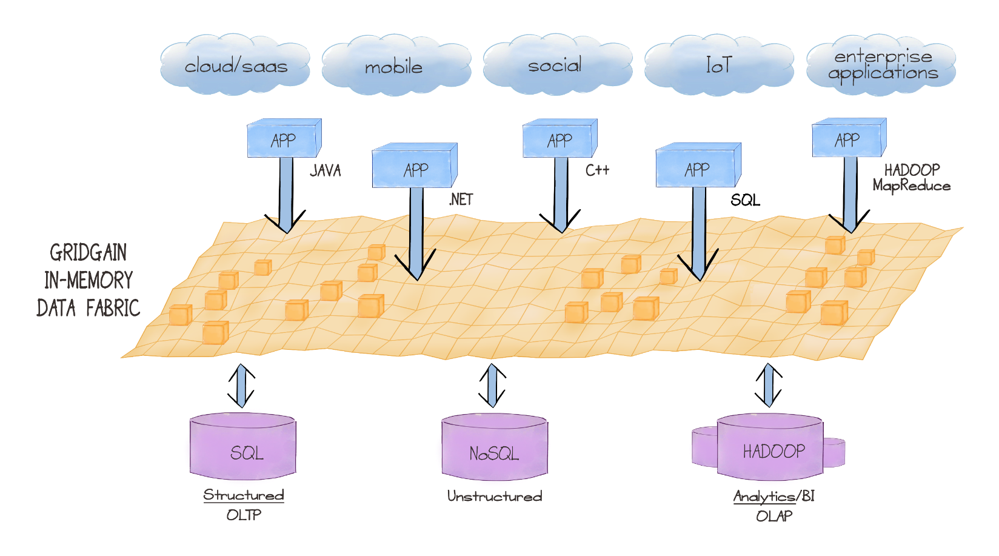 cloud/saas
mobile
social
IoT
enterprise
applications
APP
JAVA
APP
.NET
APP
C++
APP
SQL
APP
HADOOP
MapReduce
GRIDGAIN
IN-MEMORY
DATA FABRIC
SQL
Structured
OLTP
NoSQL
Unstructured
HADOOP
Analytics/BI
OLAP